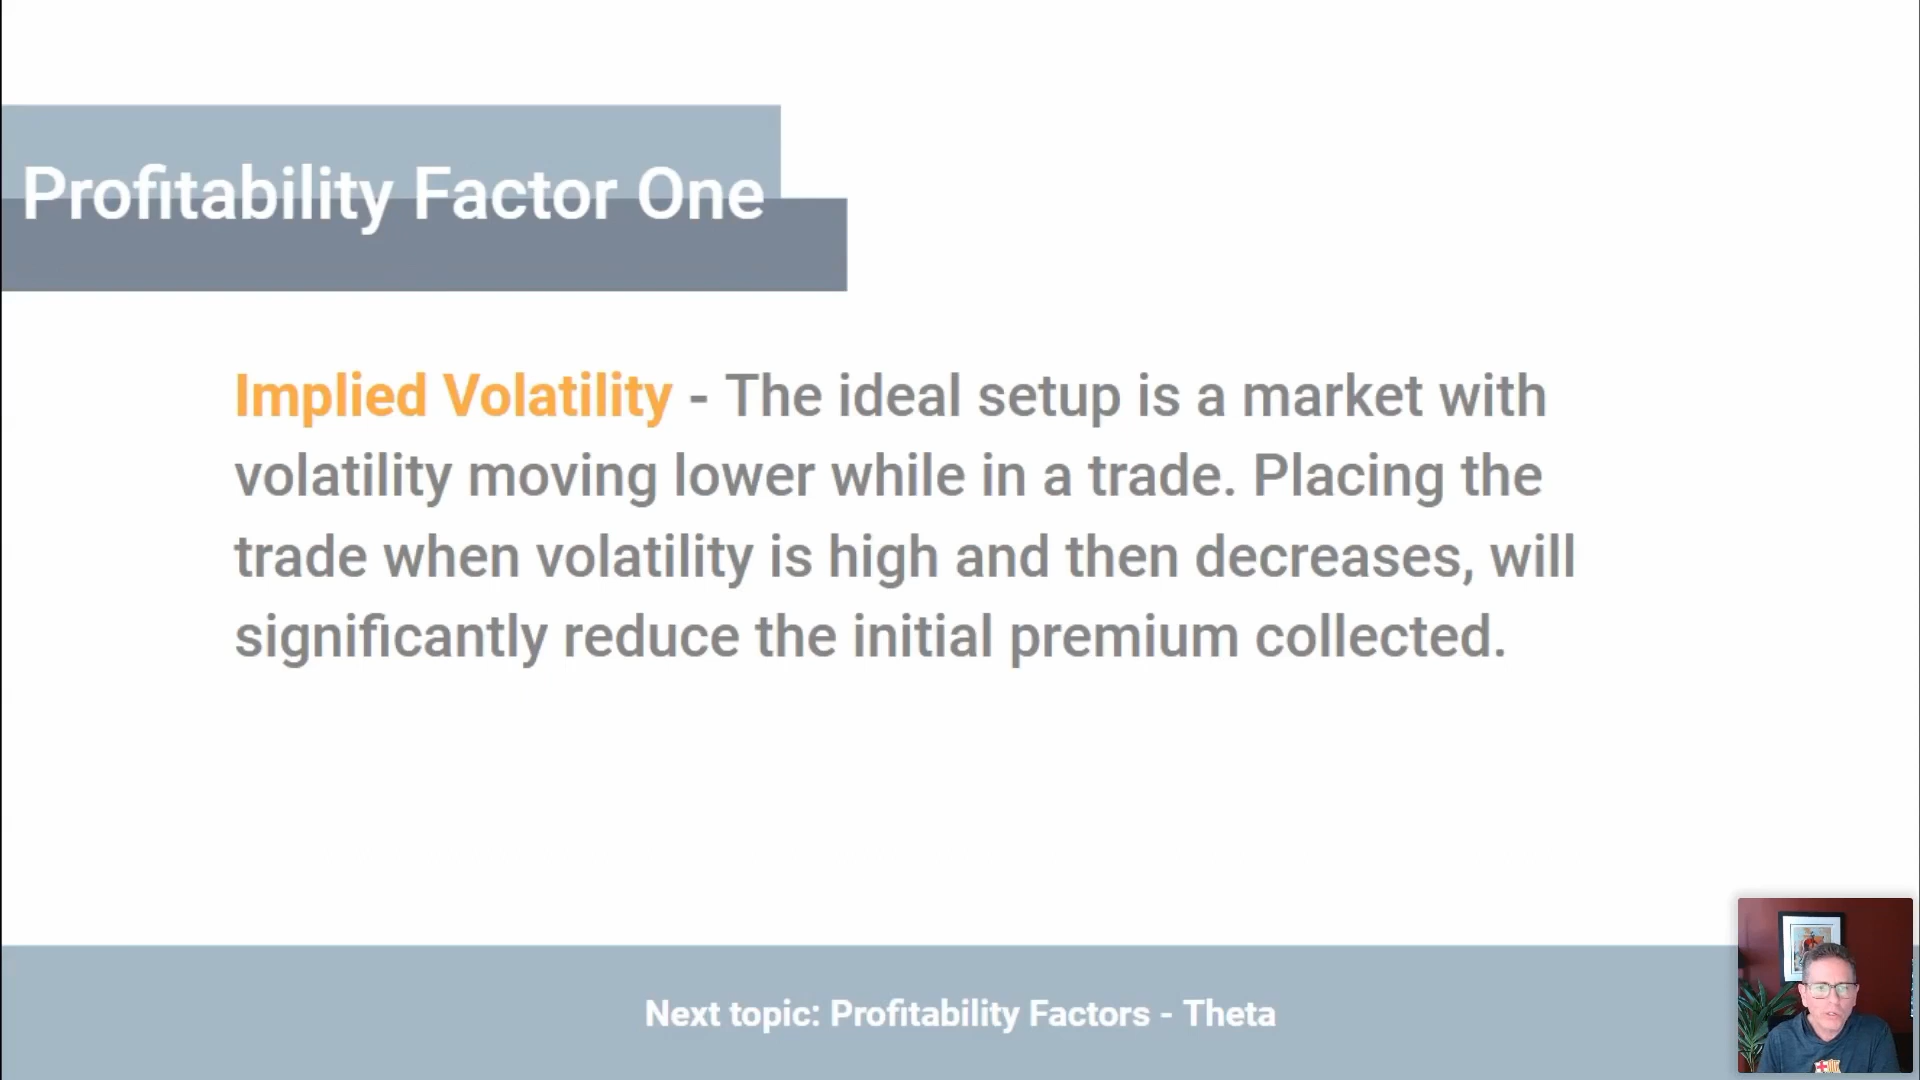 Profitability Factor One
Implied Volatility - The ideal setup is a market with
volatility moving lower while in a trade. Placing the
trade when volatility is high and then decreases, will
significantly reduce the initial premium collected.
Next topic: Profitability Factors - Theta